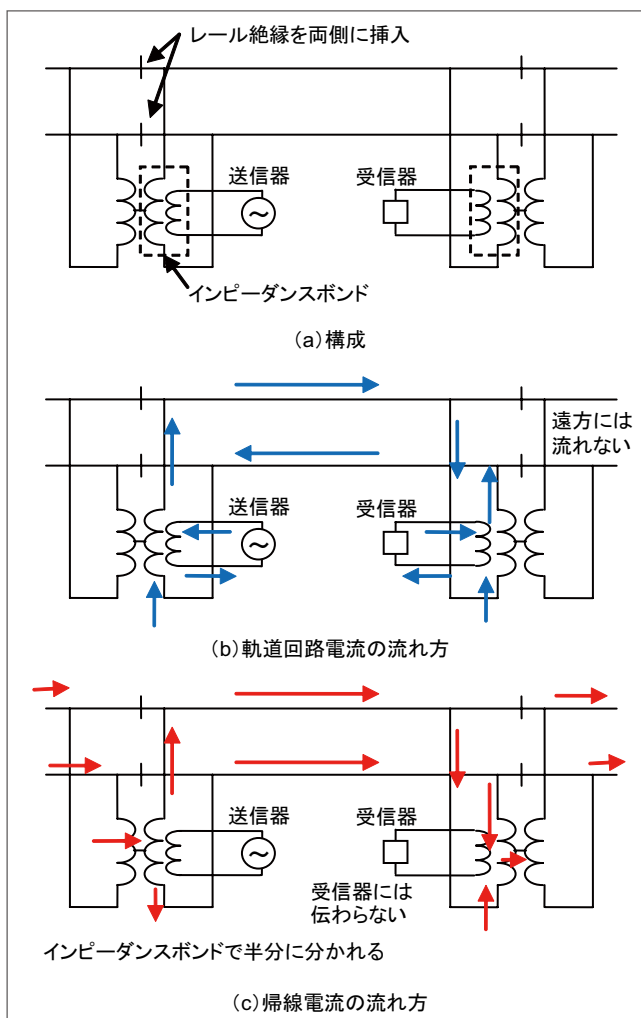 レール絶縁を両側に挿入
送信器
受信器
インピーダンスボンド
(a)構成
遠方には
流れない
送信器
受信器
(b)軌道回路電流の流れ方
送信器
受信器
受信器には
伝わらない
インピーダンスボンドで半分に分かれる
(c)帰線電流の流れ方